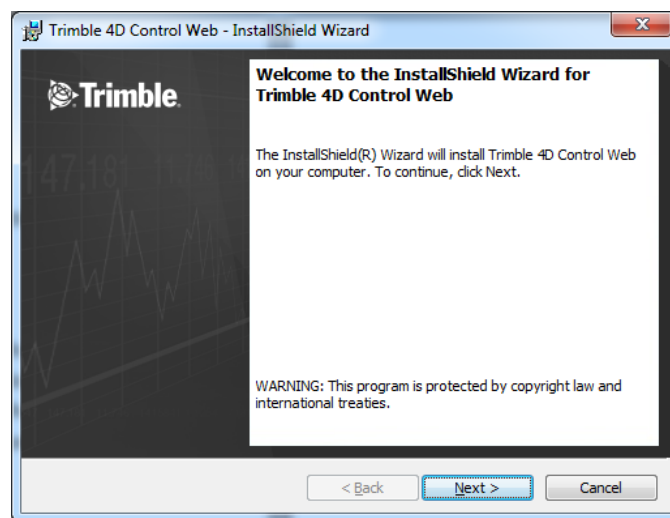 Trimble 4D Control Web - InstallShield Wizard
Trimble.
Welcome to the InstallShield Wizard for
Trimble 4D Control Web
The InstallShield(R) Wizard will install Trimble 4D Control Web
on your computer. To continue, click Next.
147.181
WARNING: This program is protected by copyright law and
international treaties.
< Back
Next >
Cancel